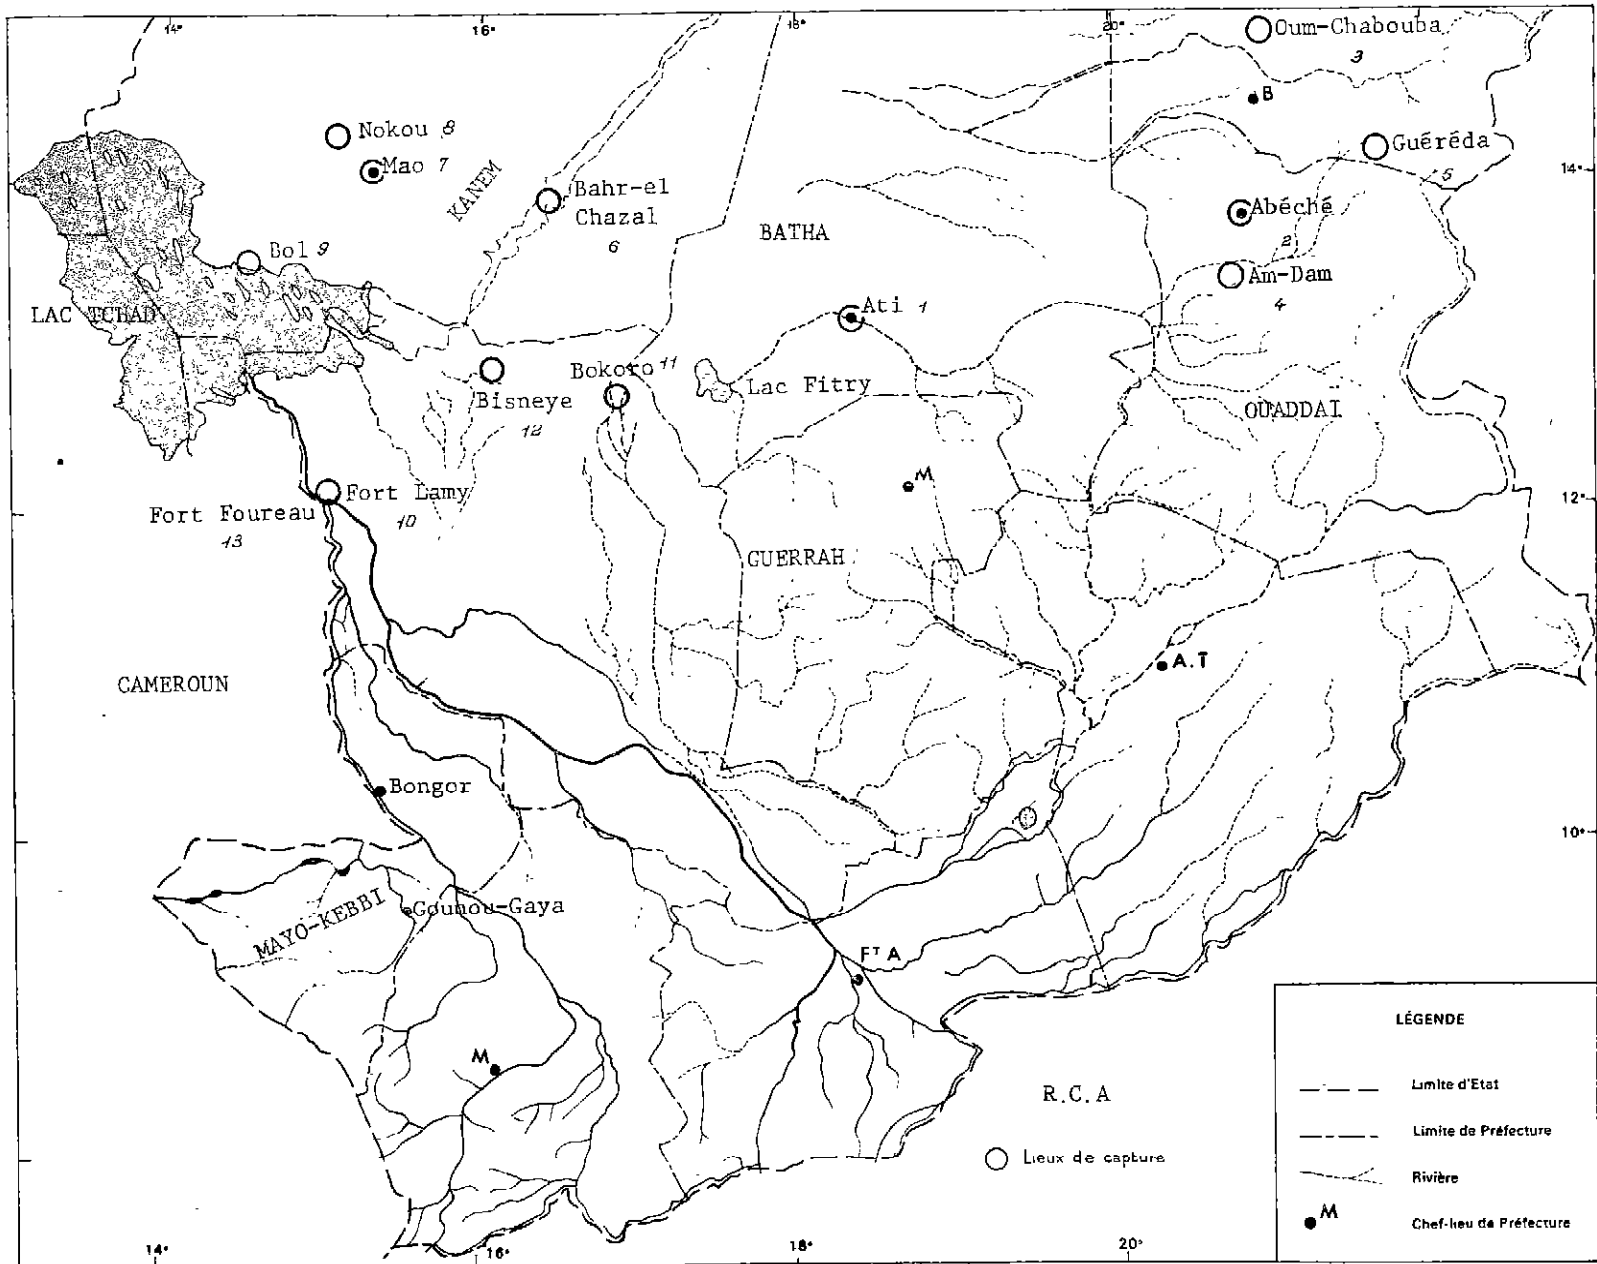 14°
16°
18°
20°
Oum-Chabouba
3
B
Nokou 8
Mao 7
Guéréda
5
14°
KANEM
Bahr-el
Chazal
6
BATHA
Abéché
2
Bol 9
Am-Dam
4
LAC TCHAD
Ati 1
Bokoro 11
Lac Fitry
Bisneye
12
OUADDAI
M
12°
Fort Lamy
10
Fort Foureau
13
GUERRAH
A.T
CAMEROUN
Bongor
10°
Gounou-Gaya
MAYO-KEBBI
FT A
M
R.C.A
Lieux de capture
LÉGENDE
Limite d'Etat
Limite de Préfecture
Rivière
M
Chef-lieu de Préfecture
14°
16°
18°
20°